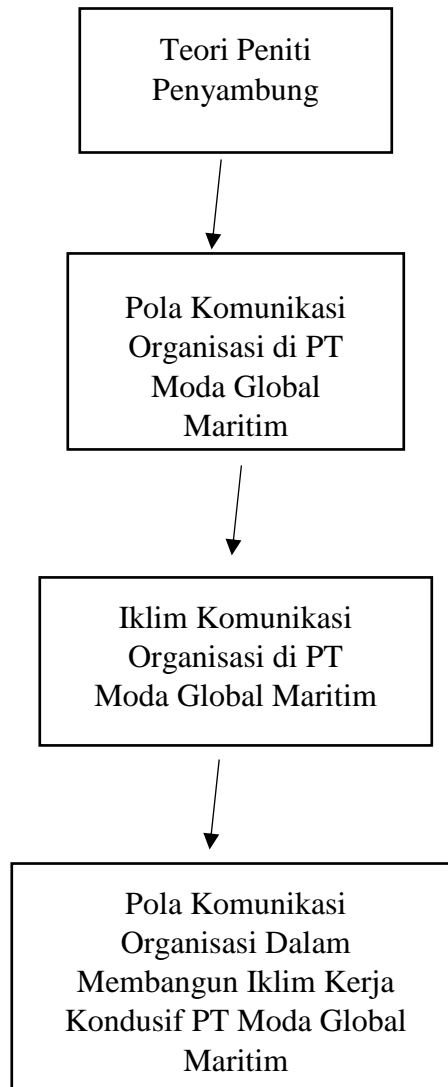 Teori Peniti
Penyambung
Pola Komunikasi
Organisasi di PT
Moda Global
Maritim
Iklim Komunikasi
Organisasi di PT
Moda Global Maritim
Pola Komunikasi
Organisasi Dalam
Membangun Iklim Kerja
Kondusif PT Moda Global
Maritim